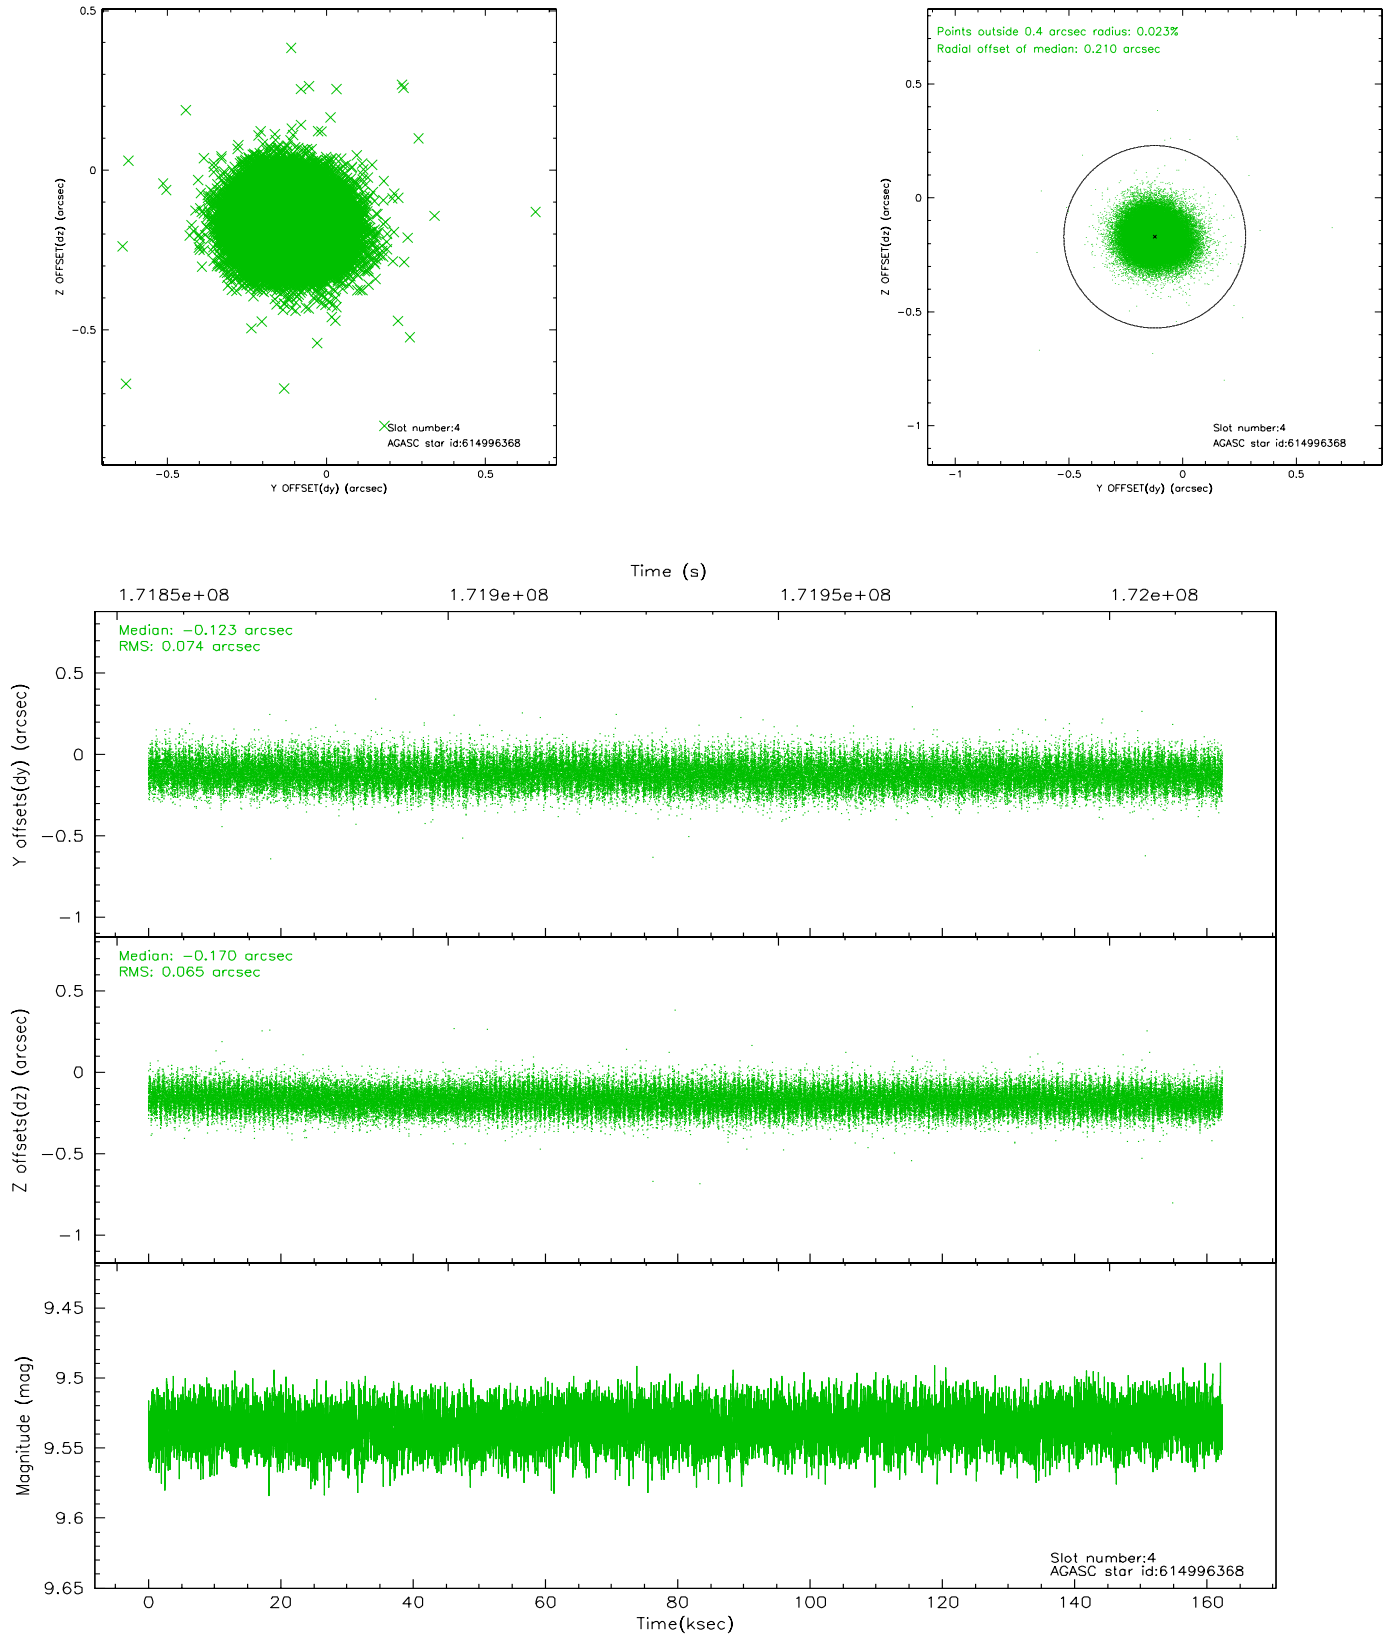 0.5
0
−0.5
Z OFFSET(dz) (arcsec)
−0.5
0
0.5
Y OFFSET(dy) (arcsec)
Slot number:4
AGASC star id:614996368
Points outside 0.4 arcsec radius: 0.023%
Radial offset of median: 0.210 arcsec
0.5
0
−0.5
−1
Z OFFSET(dz) (arcsec)
−1
−0.5
0
0.5
Y OFFSET(dy) (arcsec)
Slot number:4
AGASC star id:614996368
Time (s)
1.7185e+08
1.719e+08
1.7195e+08
1.72e+08
Median: −0.123 arcsec
RMS: 0.074 arcsec
0.5
0
−0.5
−1
Y offsets(dy) (arcsec)
Median: −0.170 arcsec
RMS: 0.065 arcsec
0.5
0
−0.5
−1
Z offsets(dz) (arcsec)
9.45
9.5
9.55
9.6
9.65
Magnitude (mag)
Slot number:4
AGASC star id:614996368
0
20
40
60
80
100
120
140
160
Time(ksec)